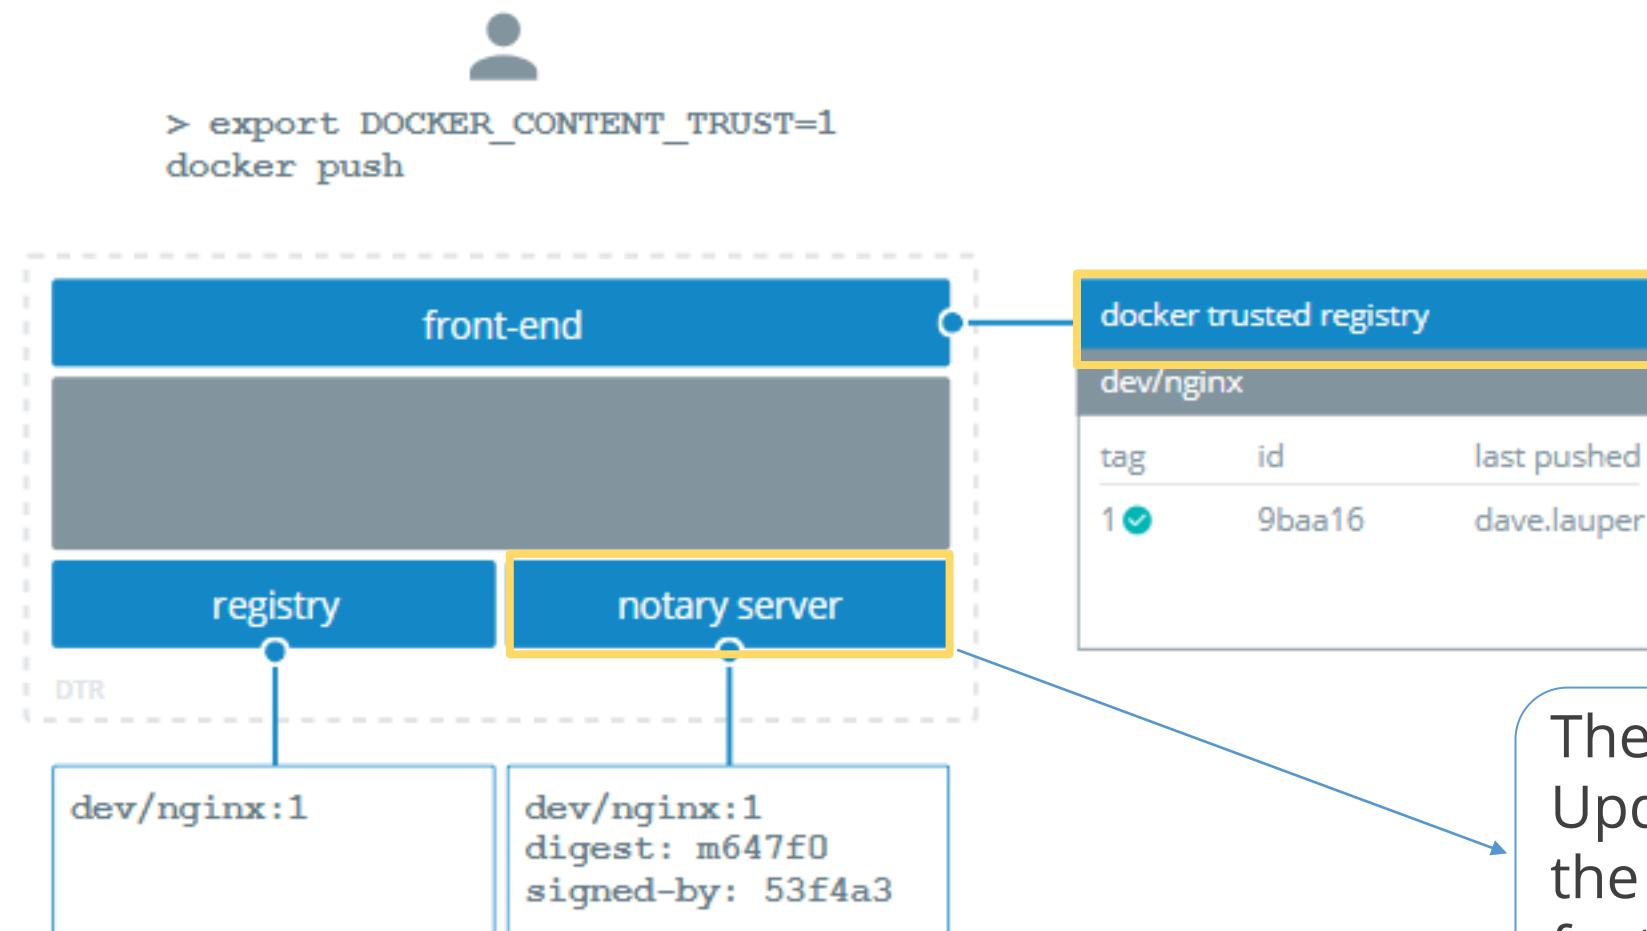 > export DOCKER_CONTENT_TRUST=1
docker push
front-end
docker trusted registry
dev/nginx
tag id last pushed
1 9baa16 dave.lauper
registry notary server
DTR
dev/nginx:1
dev/nginx:1
digest: m647f0
signed-by: 53f4a3
The
the